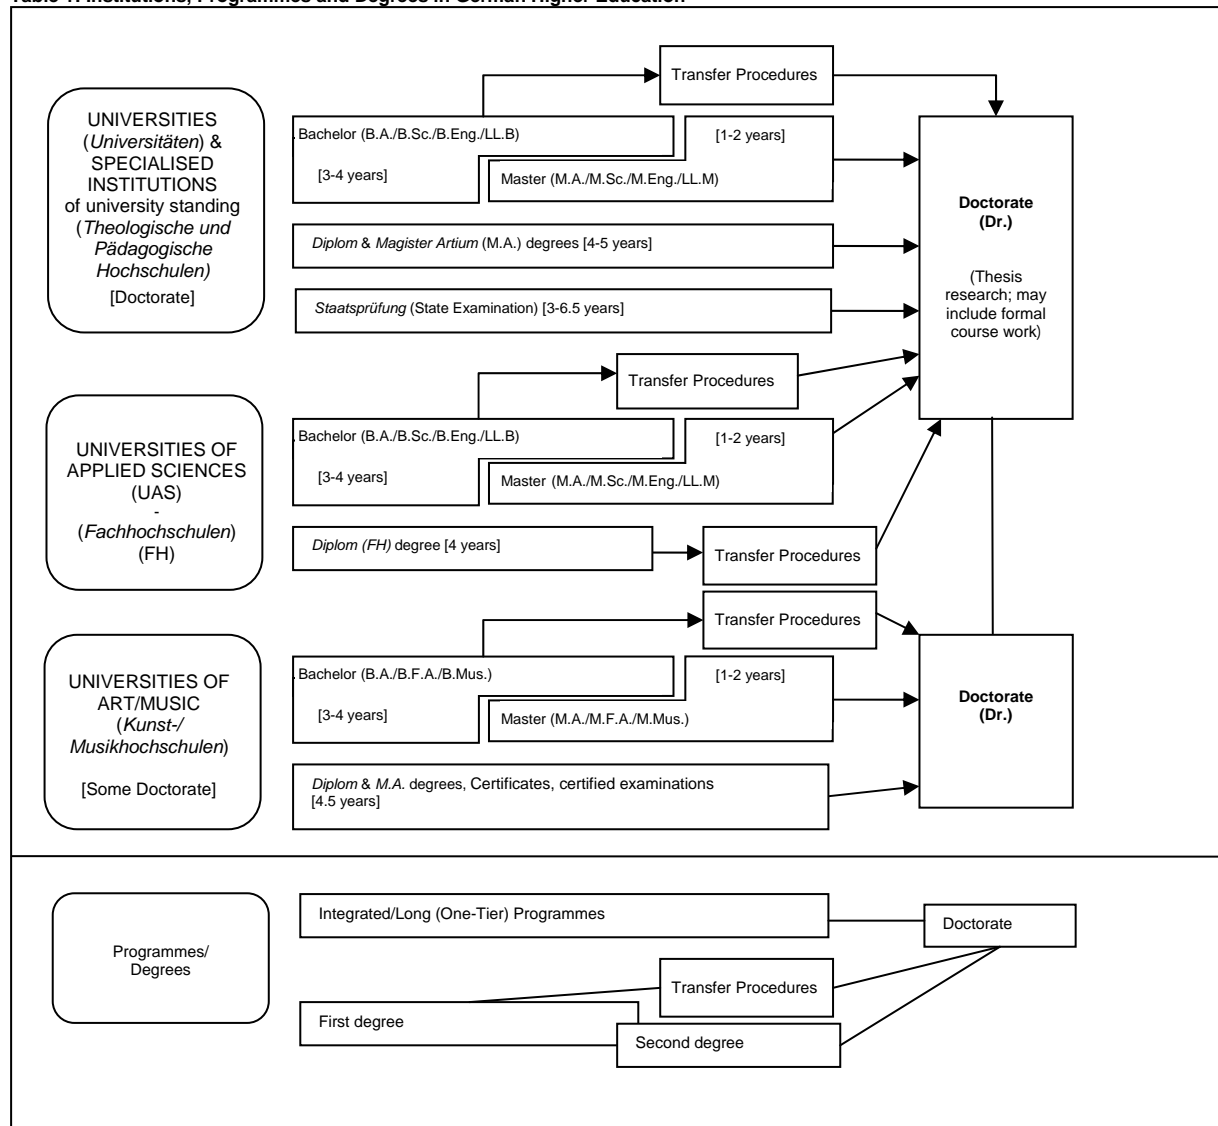 Table 1: Institutions, Programmes and Degrees in German Higher Education
Transfer Procedures
UNIVERSITIES
(Universitäten) &
SPECIALISED
INSTITUTIONS
of university standing
(Theologische und
Pädagogische
Hochschulen)
[Doctorate]
Bachelor (B.A./B.Sc./B.Eng./LL.B)
[3-4 years]
[1-2 years]
Master (M.A./M.Sc./M.Eng./LL.M)
Diplom & Magister Artium (M.A.) degrees [4-5 years]
Staatsprüfung (State Examination) [3-6.5 years]
Doctorate
(Dr.)
(Thesis
research; may
include formal
course work)
Transfer Procedures
UNIVERSITIES OF
APPLIED SCIENCES
(UAS)
-
(Fachhochschulen)
(FH)
Bachelor (B.A./B.Sc./B.Eng./LL.B)
[3-4 years]
[1-2 years]
Master (M.A./M.Sc./M.Eng./LL.M)
Diplom (FH) degree [4 years]
Transfer Procedures
Transfer Procedures
UNIVERSITIES OF
ART/MUSIC
(Kunst-/
Musikhochschulen)
[Some Doctorate]
Bachelor (B.A./B.F.A./B.Mus.)
[3-4 years]
[1-2 years]
Master (M.A./M.F.A./M.Mus.)
Diplom & M.A. degrees, Certificates, certified examinations
[4.5 years]
Doctorate
(Dr.)
Programmes/
Degrees
Integrated/Long (One-Tier) Programmes
Doctorate
Transfer Procedures
First degree
Second degree